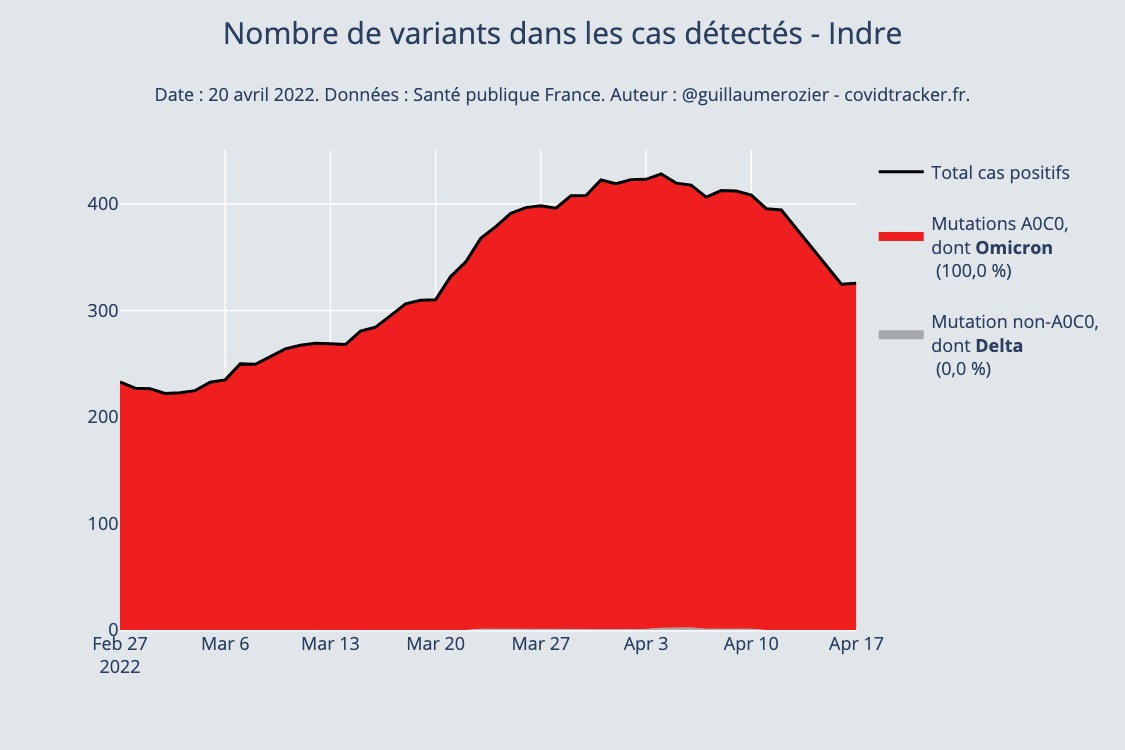 Nombre de variants dans les cas détectés - Indre
Date : 20 avril 2022. Données : Santé publique France. Auteur : @guillaumerozier - covidtracker.fr.
Total cas positifs
Mutations A0C0,
dont Omicron
(100,0 %)
Mutation non-A0C0,
dont Delta
(0,0 %)
400
300
200
100
0
Feb 27
2022
Mar 6
Mar 13
Mar 20
Mar 27
Apr 3
Apr 10
Apr 17